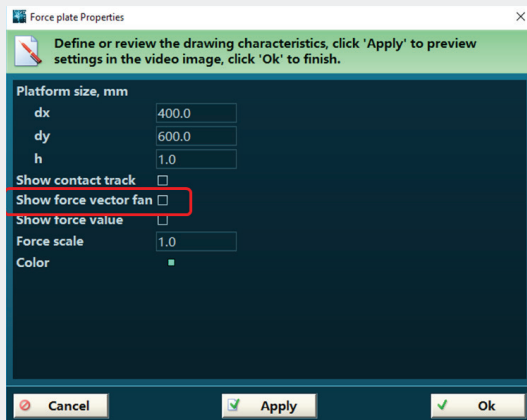 Force plate Properties
Define or review the drawing characteristics, click 'Apply' to preview
settings in the video image, click 'Ok' to finish.
Platform size, mm
dx 400.0
dy 600.0
h 1.0
Show contact track
Show force vector fan
Show force value
Force scale 1.0
Color
Cancel Apply Ok